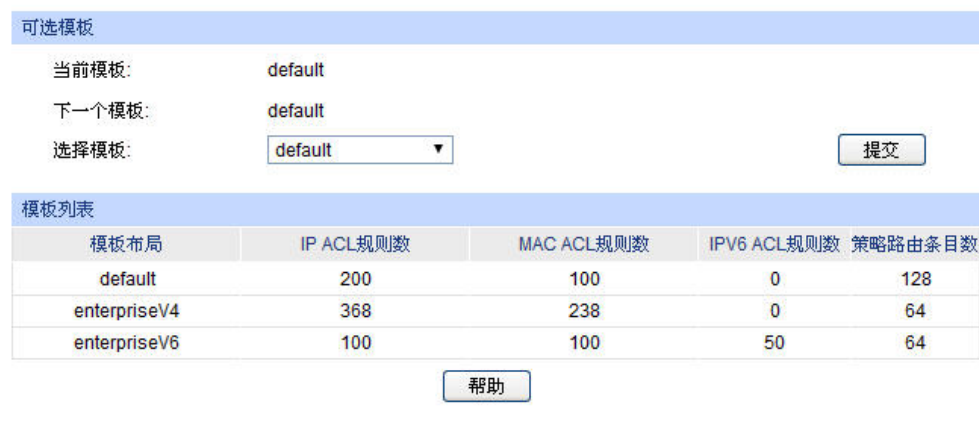 可选模板
当前模板: default
下一个模板: default
选择模板: default 提交
模板列表
模板布局 IP ACL规则数 MAC ACL规则数 IPV6 ACL规则数 策略路由条目数
default 200 100 0 128
enterpriseV4 368 238 0 64
enterpriseV6 100 100 50 64
帮助